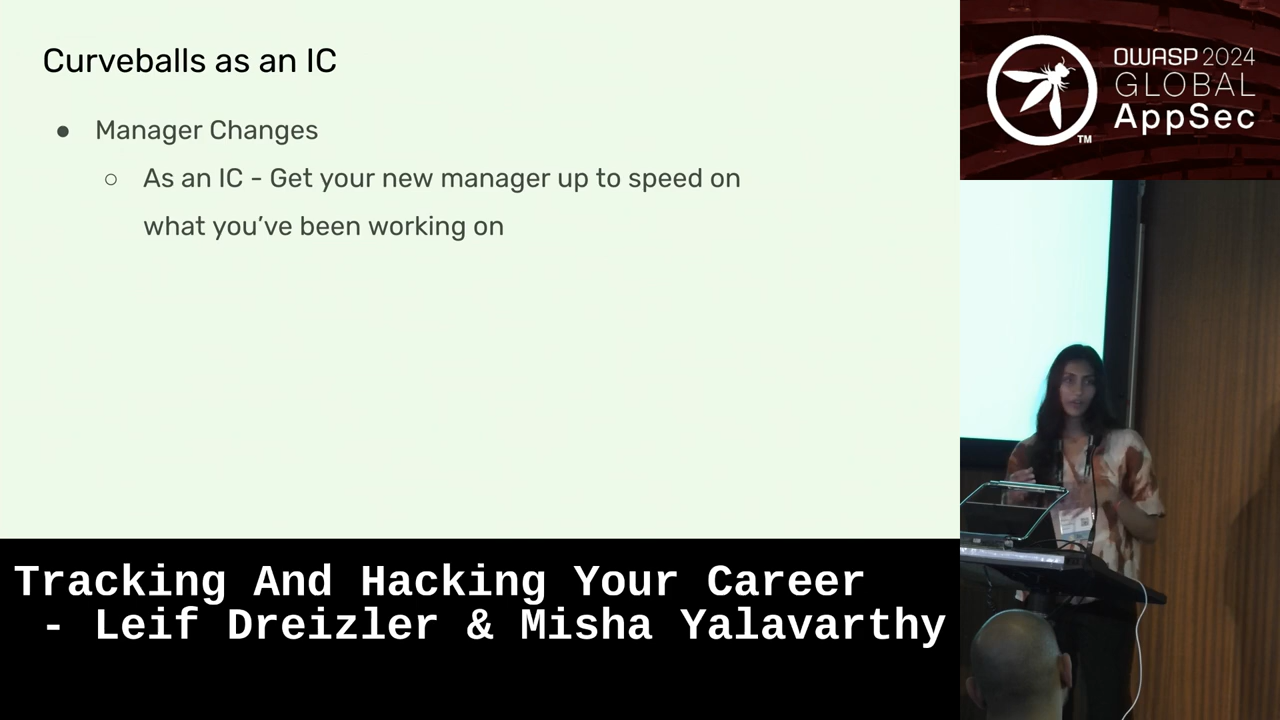 Curveballs as an IC
● Manager Changes
○ As an IC - Get your new manager up to speed on
what you’ve been working on
OWASP 2024
GLOBAL
AppSec
TM
Tracking And Hacking Your Career
- Leif Dreizler & Misha Yalavarthy